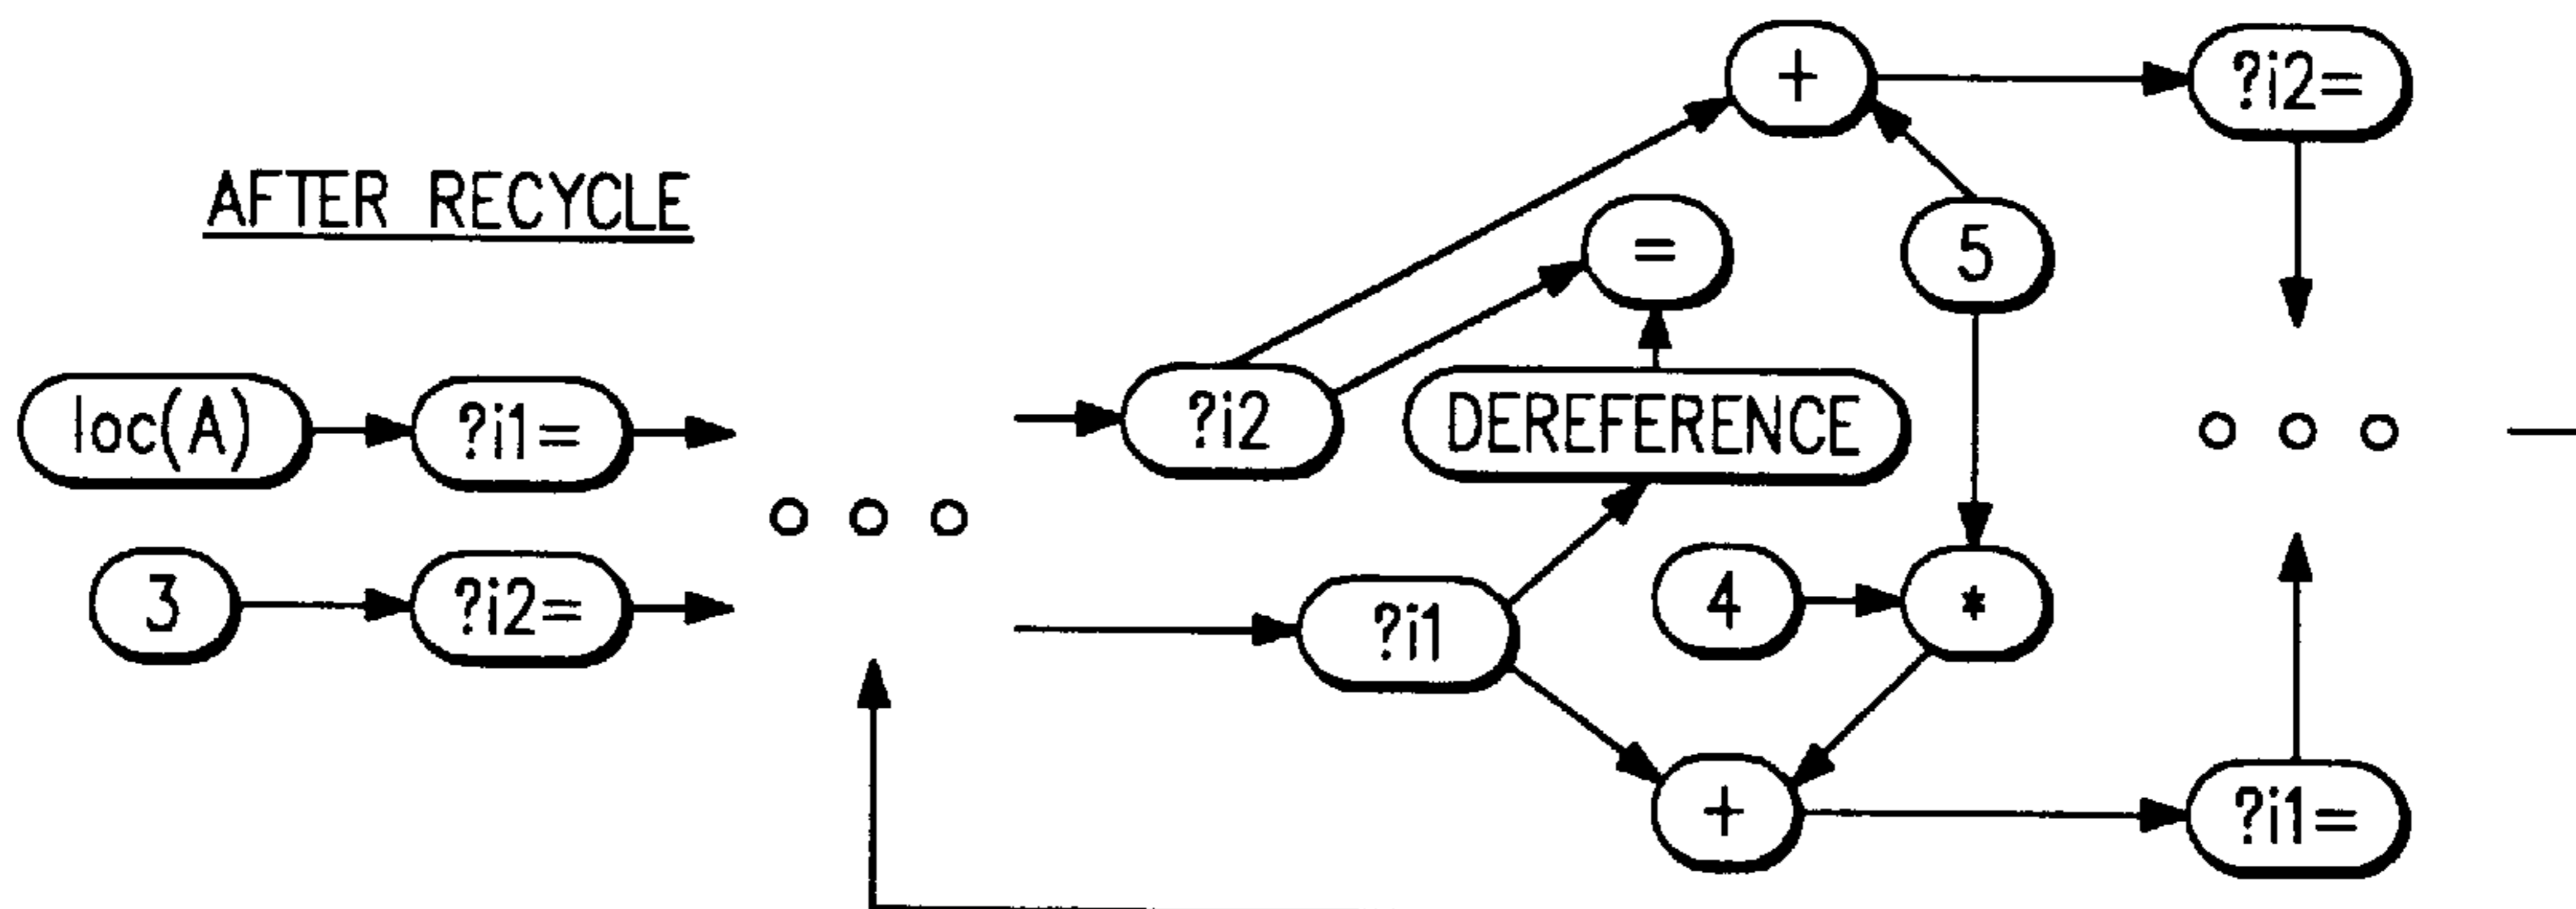 AFTER RECYCLE
+
?i2=
=
5
loc(A)
?i1=
?i2
DEREFERENCE
3
?i2=
?i1
4
*
+
?i1=